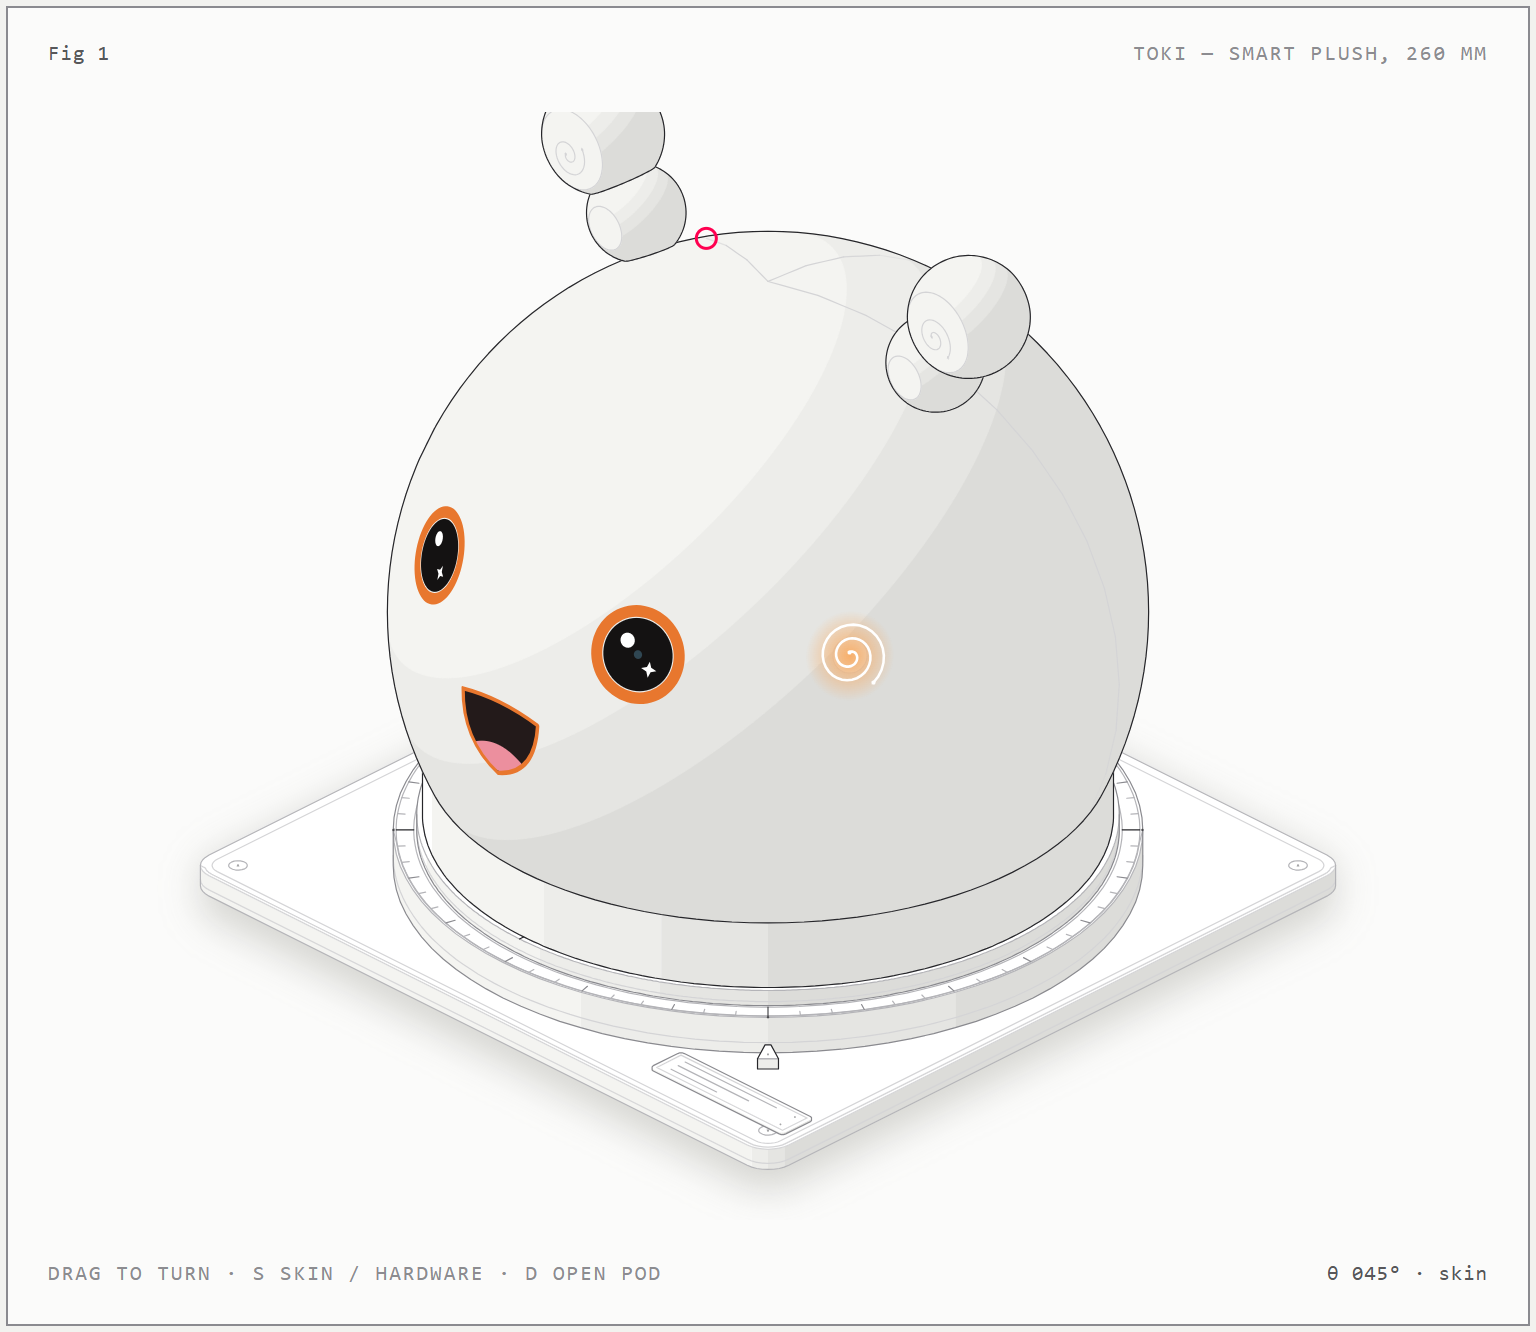 Fig 1
TOKI — SMART PLUSH, 260 MM
DRAG TO TURN · S SKIN / HARDWARE · D OPEN POD
θ 045° · skin